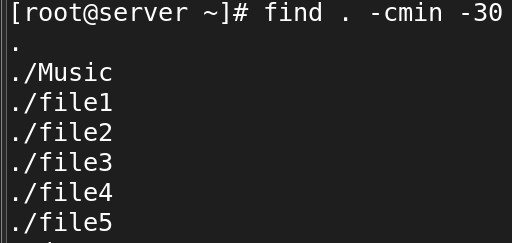 [root@server ~]# find . -cmin -30
.
./Music
./file1
./file2
./file3
./file4
./file5